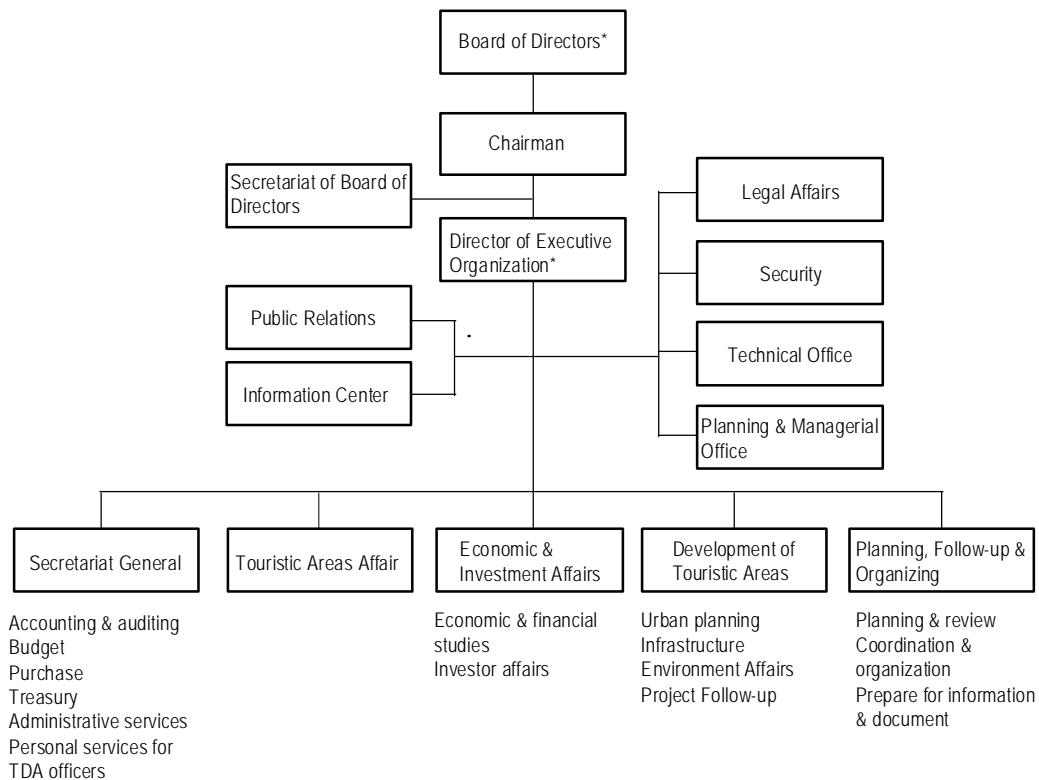 Board of Directors*
Chairman
Secretariat of Board of
Directors
Legal Affairs
Director of Executive
Organization*
Security
Public Relations
Technical Office
Information Center
Planning & Managerial
Office
Secretariat General
Touristic Areas Affair
Economic &
Investment Affairs
Development of
Touristic Areas
Planning, Follow-up &
Organizing
Accounting & auditing
Budget
Purchase
Treasury
Administrative services
Personal services for
TDA officers
Economic & financial
studies
Investor affairs
Urban planning
Infrastructure
Environment Affairs
Project Follow-up
Planning & review
Coordination &
organization
Prepare for information
& document